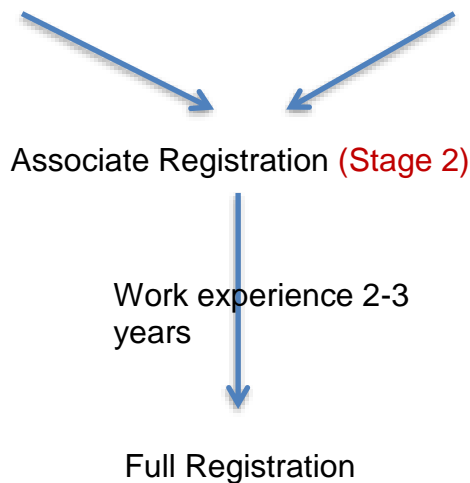 Associate Registration (Stage 2)
Work experience 2-3
years
Full Registration